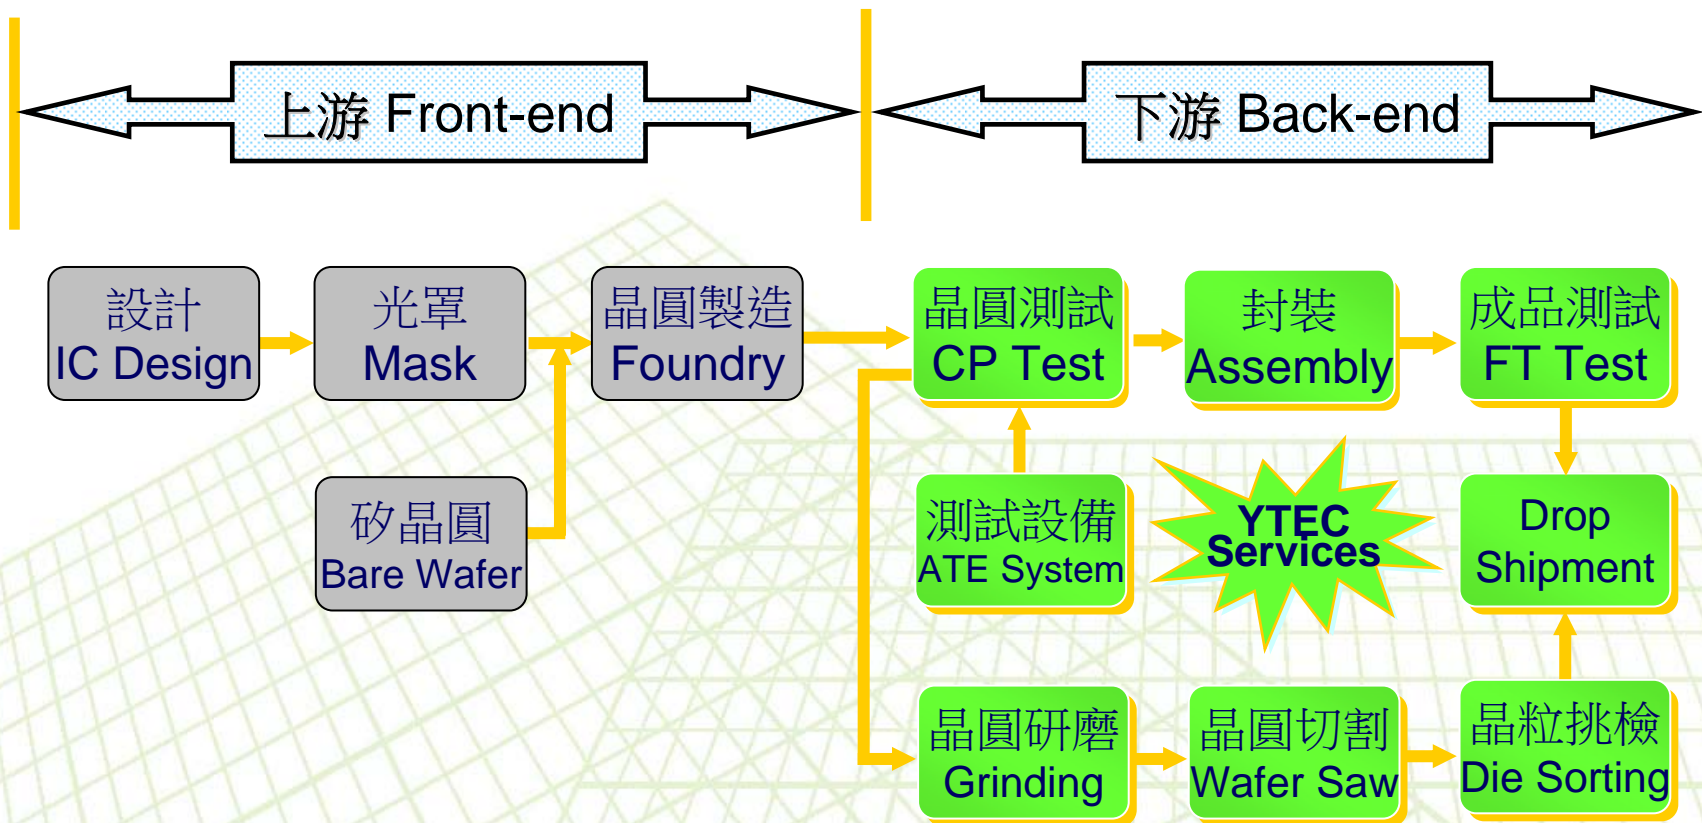 上游 Front-end
下游 Back-end
設計
IC Design
光罩
Mask
晶圓製造
Foundry
晶圓測試
CP Test
封裝
Assembly
成品測試
FT Test
矽晶圓
Bare Wafer
測試設備
ATE System
YTEC
Services
Drop
Shipment
晶圓研磨
Grinding
晶圓切割
Wafer Saw
晶粒挑檢
Die Sorting